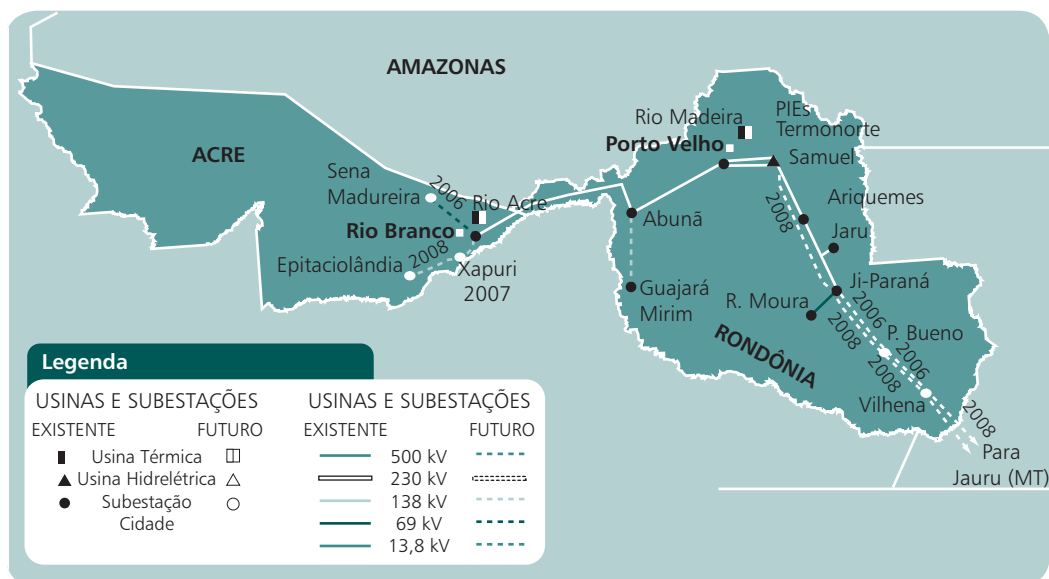 AMAZONAS
ACRE
Sena
Madureira
2006
Rio Acre
Rio Branco
2008
Epitaciolândia
Xapuri
2007
Rio Madeira
PIEs
Termonorte
Porto Velho
Samuel
Abunã
2008
Ariquemes
Jaru
Guajará
Mirim
Ji-Paraná
R. Moura
2006
2008
P. Bueno
RONDÔNIA
2006
2008
Vilhena
2008
Para
Jauru (MT)
Legenda
USINAS E SUBESTAÇÕES
EXISTENTE FUTURO
Usina Térmica
Usina Hidrelétrica
Subestação
Cidade
USINAS E SUBESTAÇÕES
EXISTENTE FUTURO
500 kV
230 kV
138 kV
69 kV
13,8 kV